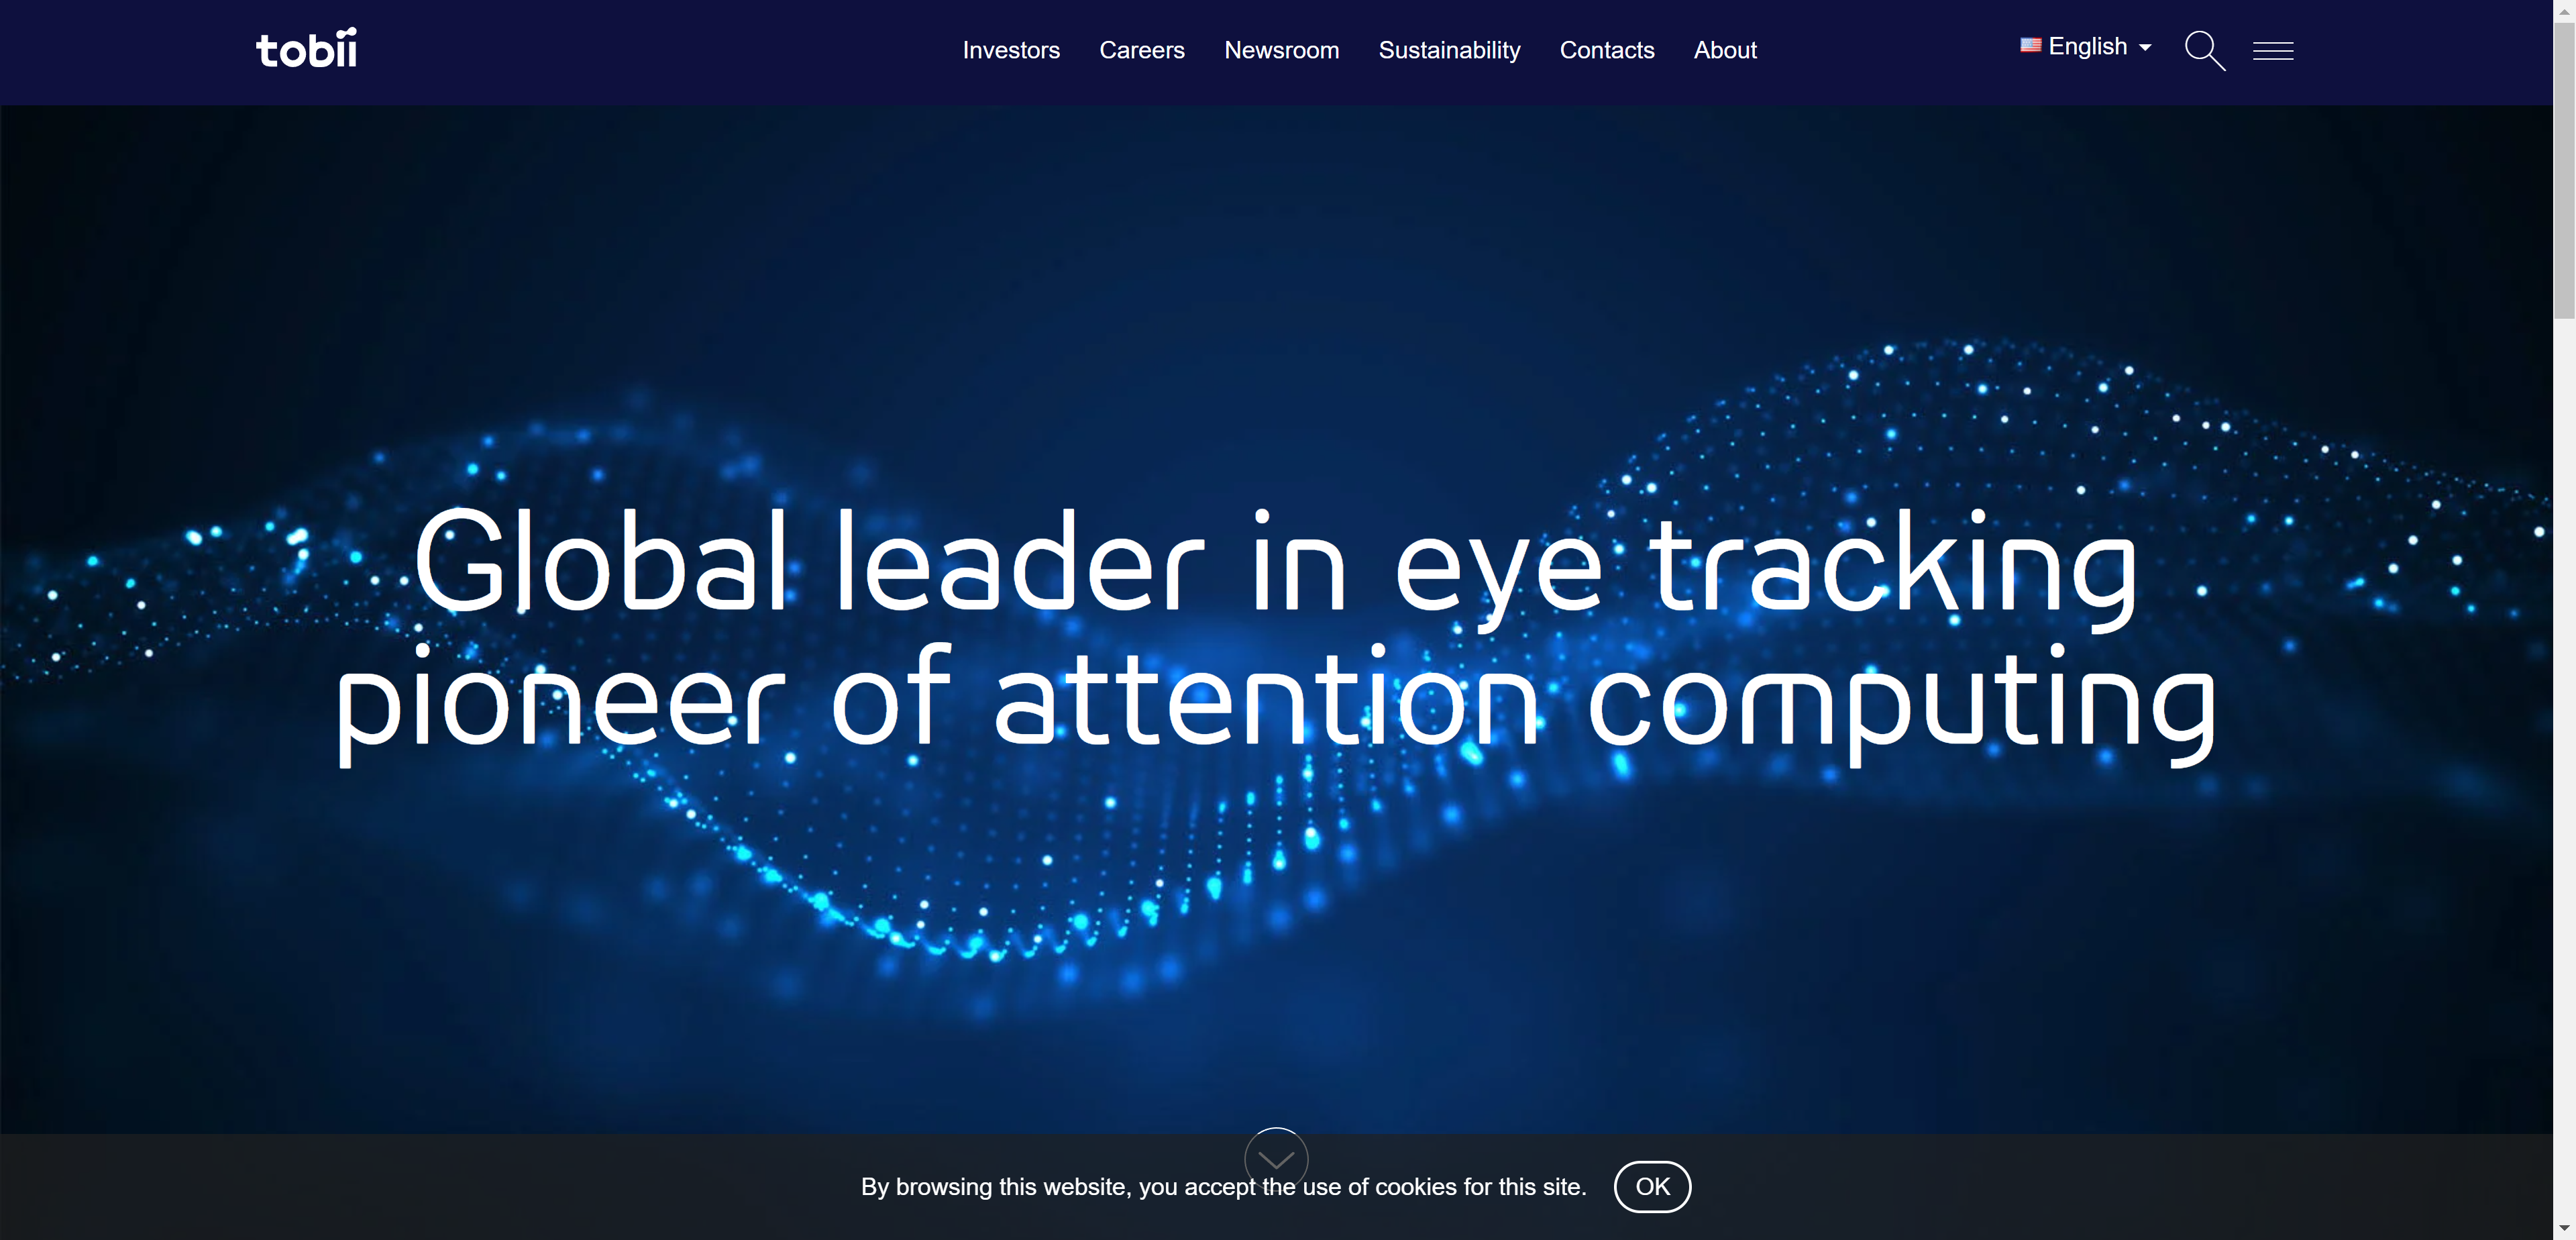 tobii
Investors Careers Newsroom Sustainability Contacts About
English
Global leader in eye tracking
pioneer of attention computing
By browsing this website, you accept the use of cookies for this site.
OK